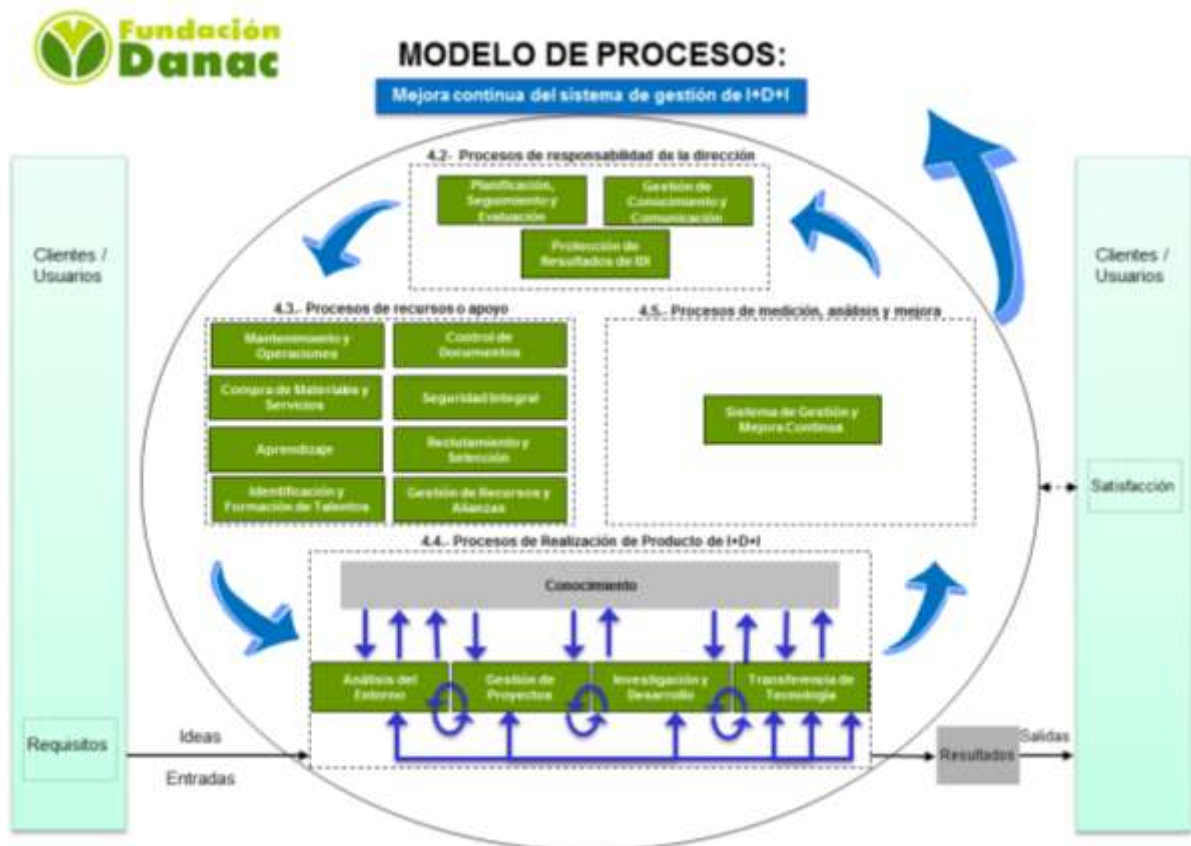 Fundación
Danac
MODELO DE PROCESOS:
Mejora continua del sistema de gestión de I+D+I
4.2- Procesos de responsabilidad de la dirección
Planificación,
Seguimiento y
Evaluación
Gestión de
Conocimiento y
Comunicación
Protección de
Resultados de IDI
Clientes /
Usuarios
Clientes /
Usuarios
4.3.- Procesos de recursos o apoyo
Mantenimiento y
Operaciones
Control de
Documentos
Compra de Materiales y
Servicios
Seguridad Integral
Aprendizaje
Reclutamiento y
Selección
Identificación y
Formación de Talentos
Gestión de Recursos y
Alianzas
4.5.- Procesos de medición, análisis y mejora
Sistema de Gestión y
Mejora Continua
Satisfacción
4.4.- Procesos de Realización de Producto de I+D+I
Conocimiento
Análisis del
Entorno
Gestión de
Proyectos
Investigación y
Desarrollo
Transferencia de
Tecnología
Requisitos
Ideas
Entradas
Resultados
Salidas